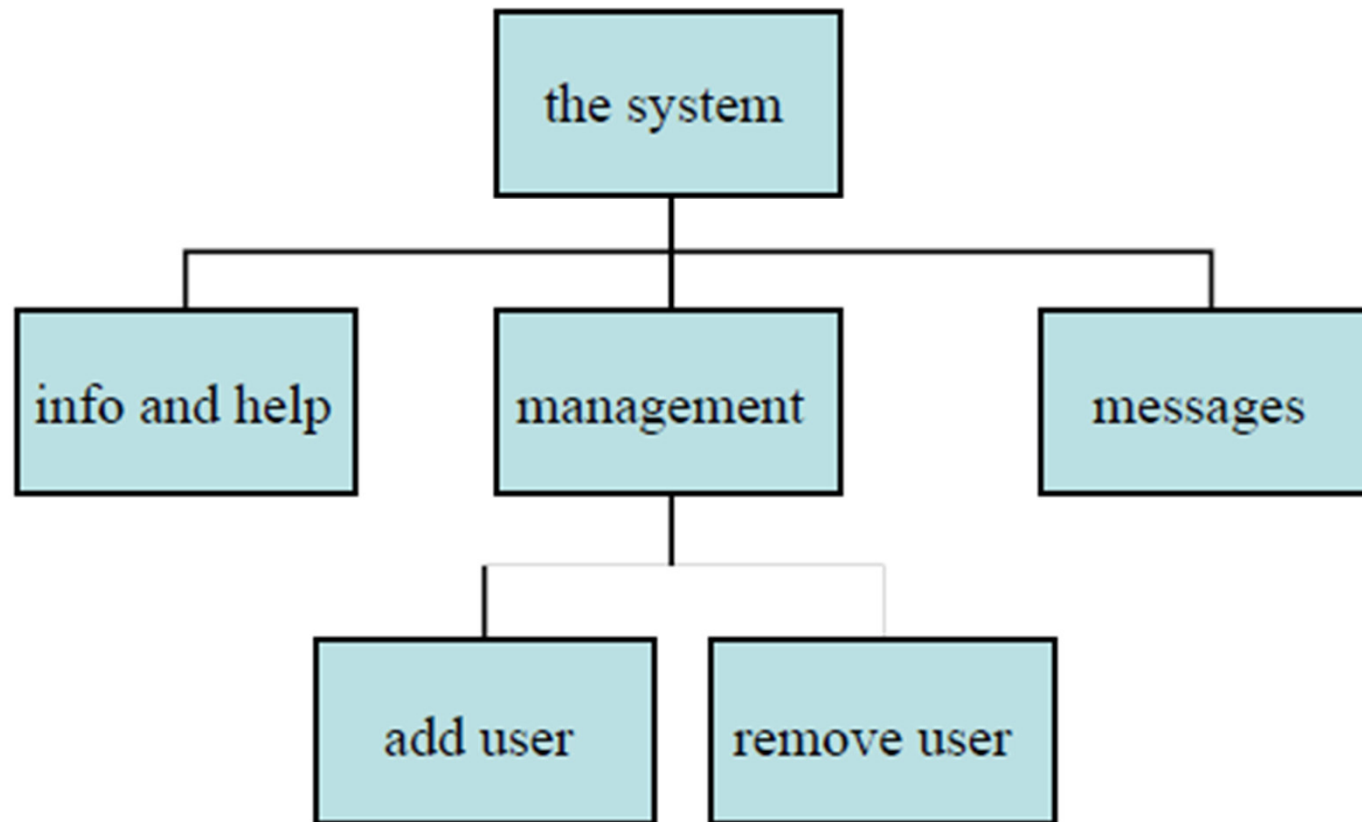 the system
info and help
management
messages
add user
remove user